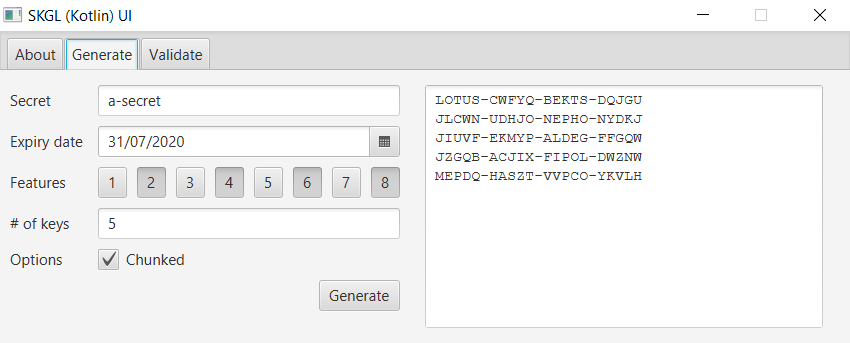 SKGL (Kotlin) UI
About Generate Validate
Secret a-secret
Expiry date 31/07/2020
Features 1 2 3 4 5 6 7 8
# of keys 5
Options Chunked
Generate
LOTUS-CWFYQ-BEKTS-DQJGU
JLCWN-UDHJO-NEPHO-NYDKJ
JIUVF-EKMYP-ALDEG-FFGQW
JZGQB-ACJIX-FIPOL-DWZNW
MEPDQ-HASZT-VVPCO-YKVLH